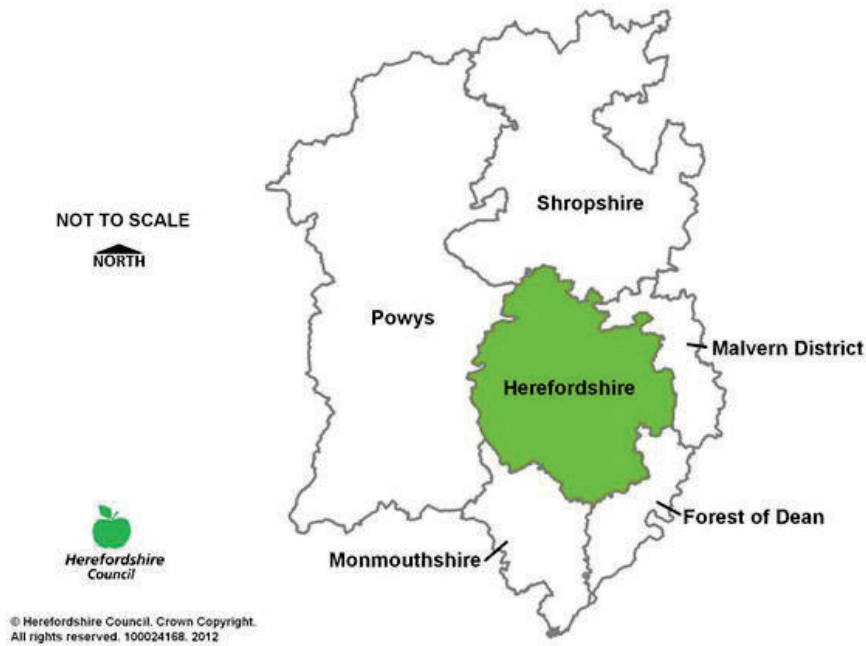 Shropshire
NOT TO SCALE
NORTH
Powys
Malvern District
Herefordshire
Forest of Dean
Monmouthshire
Herefordshire
Council
© Herefordshire Council. Crown Copyright.
All rights reserved. 100024168. 2012